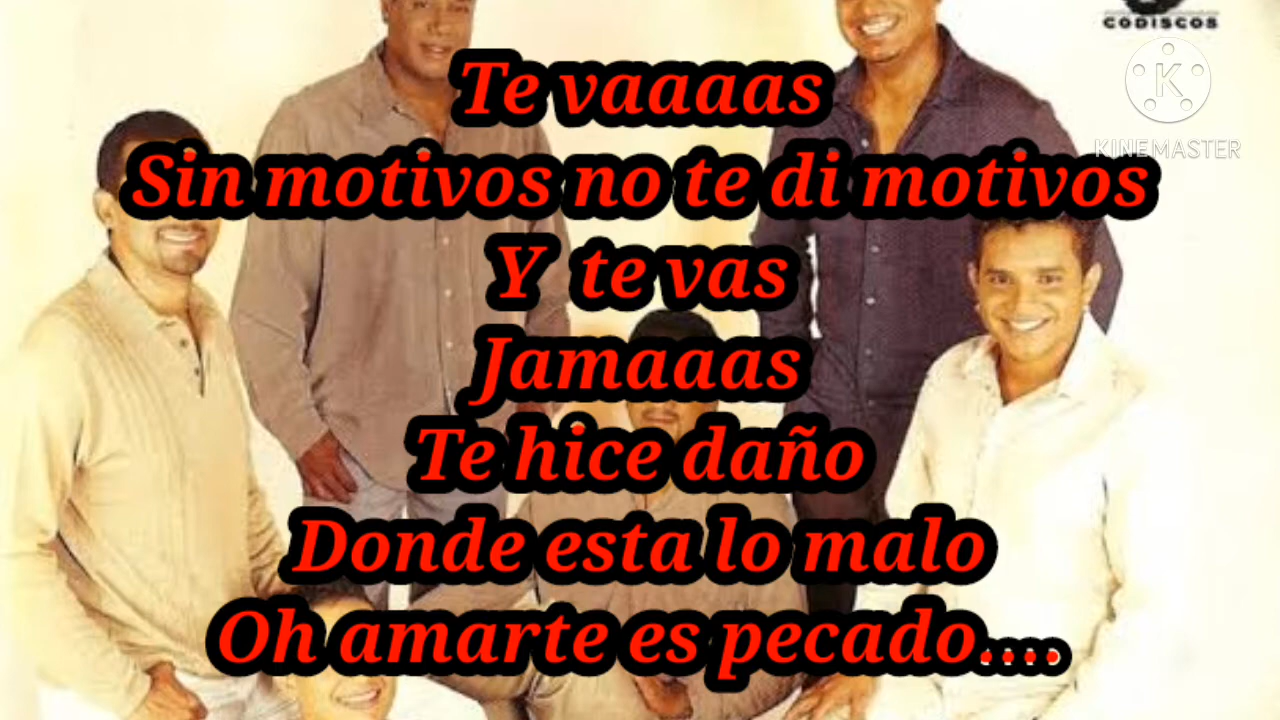 CODISCOS
K
KINEMASTER
Te vaaaas
Sin motivos no te di motivos
Y te vas
Jamaaas
Te hice daño
Donde esta lo malo
Oh amarte es pecado....